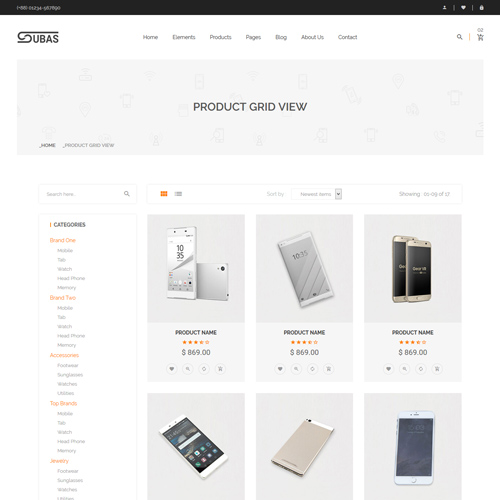 (+88) 01234-567890
SUBAS
Home Elements Products Pages Blog About Us Contact
02
PRODUCT GRID VIEW
_HOME _PRODUCT GRID VIEW
Search here..
Sort by: Newest items Showing : 01-09 of 17
CATEGORIES
Brand One
Mobile
Tab
Watch
Head Phone
Memory
Brand Two
Mobile
Tab
Watch
Head Phone
Memory
Accessories
Footwear
Sunglasses
Watches
Utilities
Top Brands
Mobile
Tab
Watch
Head Phone
Memory
Jewelry
Footwear
Sunglasses
Watches
Utilities
10
35
PRODUCT NAME
$ 869.00
10:35
PRODUCT NAME
$ 869.00
PRODUCT NAME
$ 869.00